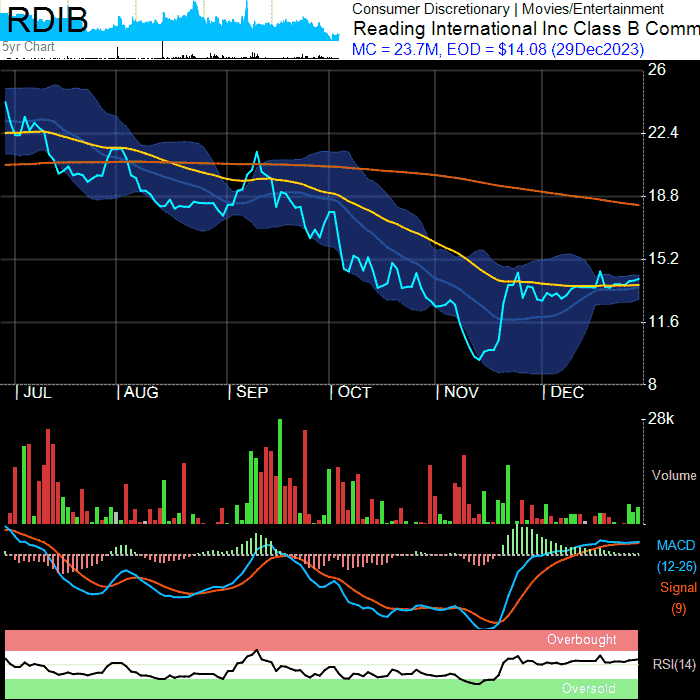 RDIB
5yr Chart
Consumer Discretionary | Movies/Entertainment
Reading International Inc Class B Comm
MC = 23.7M, EOD = $14.08 (29Dec2023)
26
22.4
18.8
15.2
11.6
8
| JUL | AUG | SEP | OCT | NOV | DEC
28k
Volume
MACD
(12-26)
Signal
(9)
Overbought
RSI(14)
Oversold